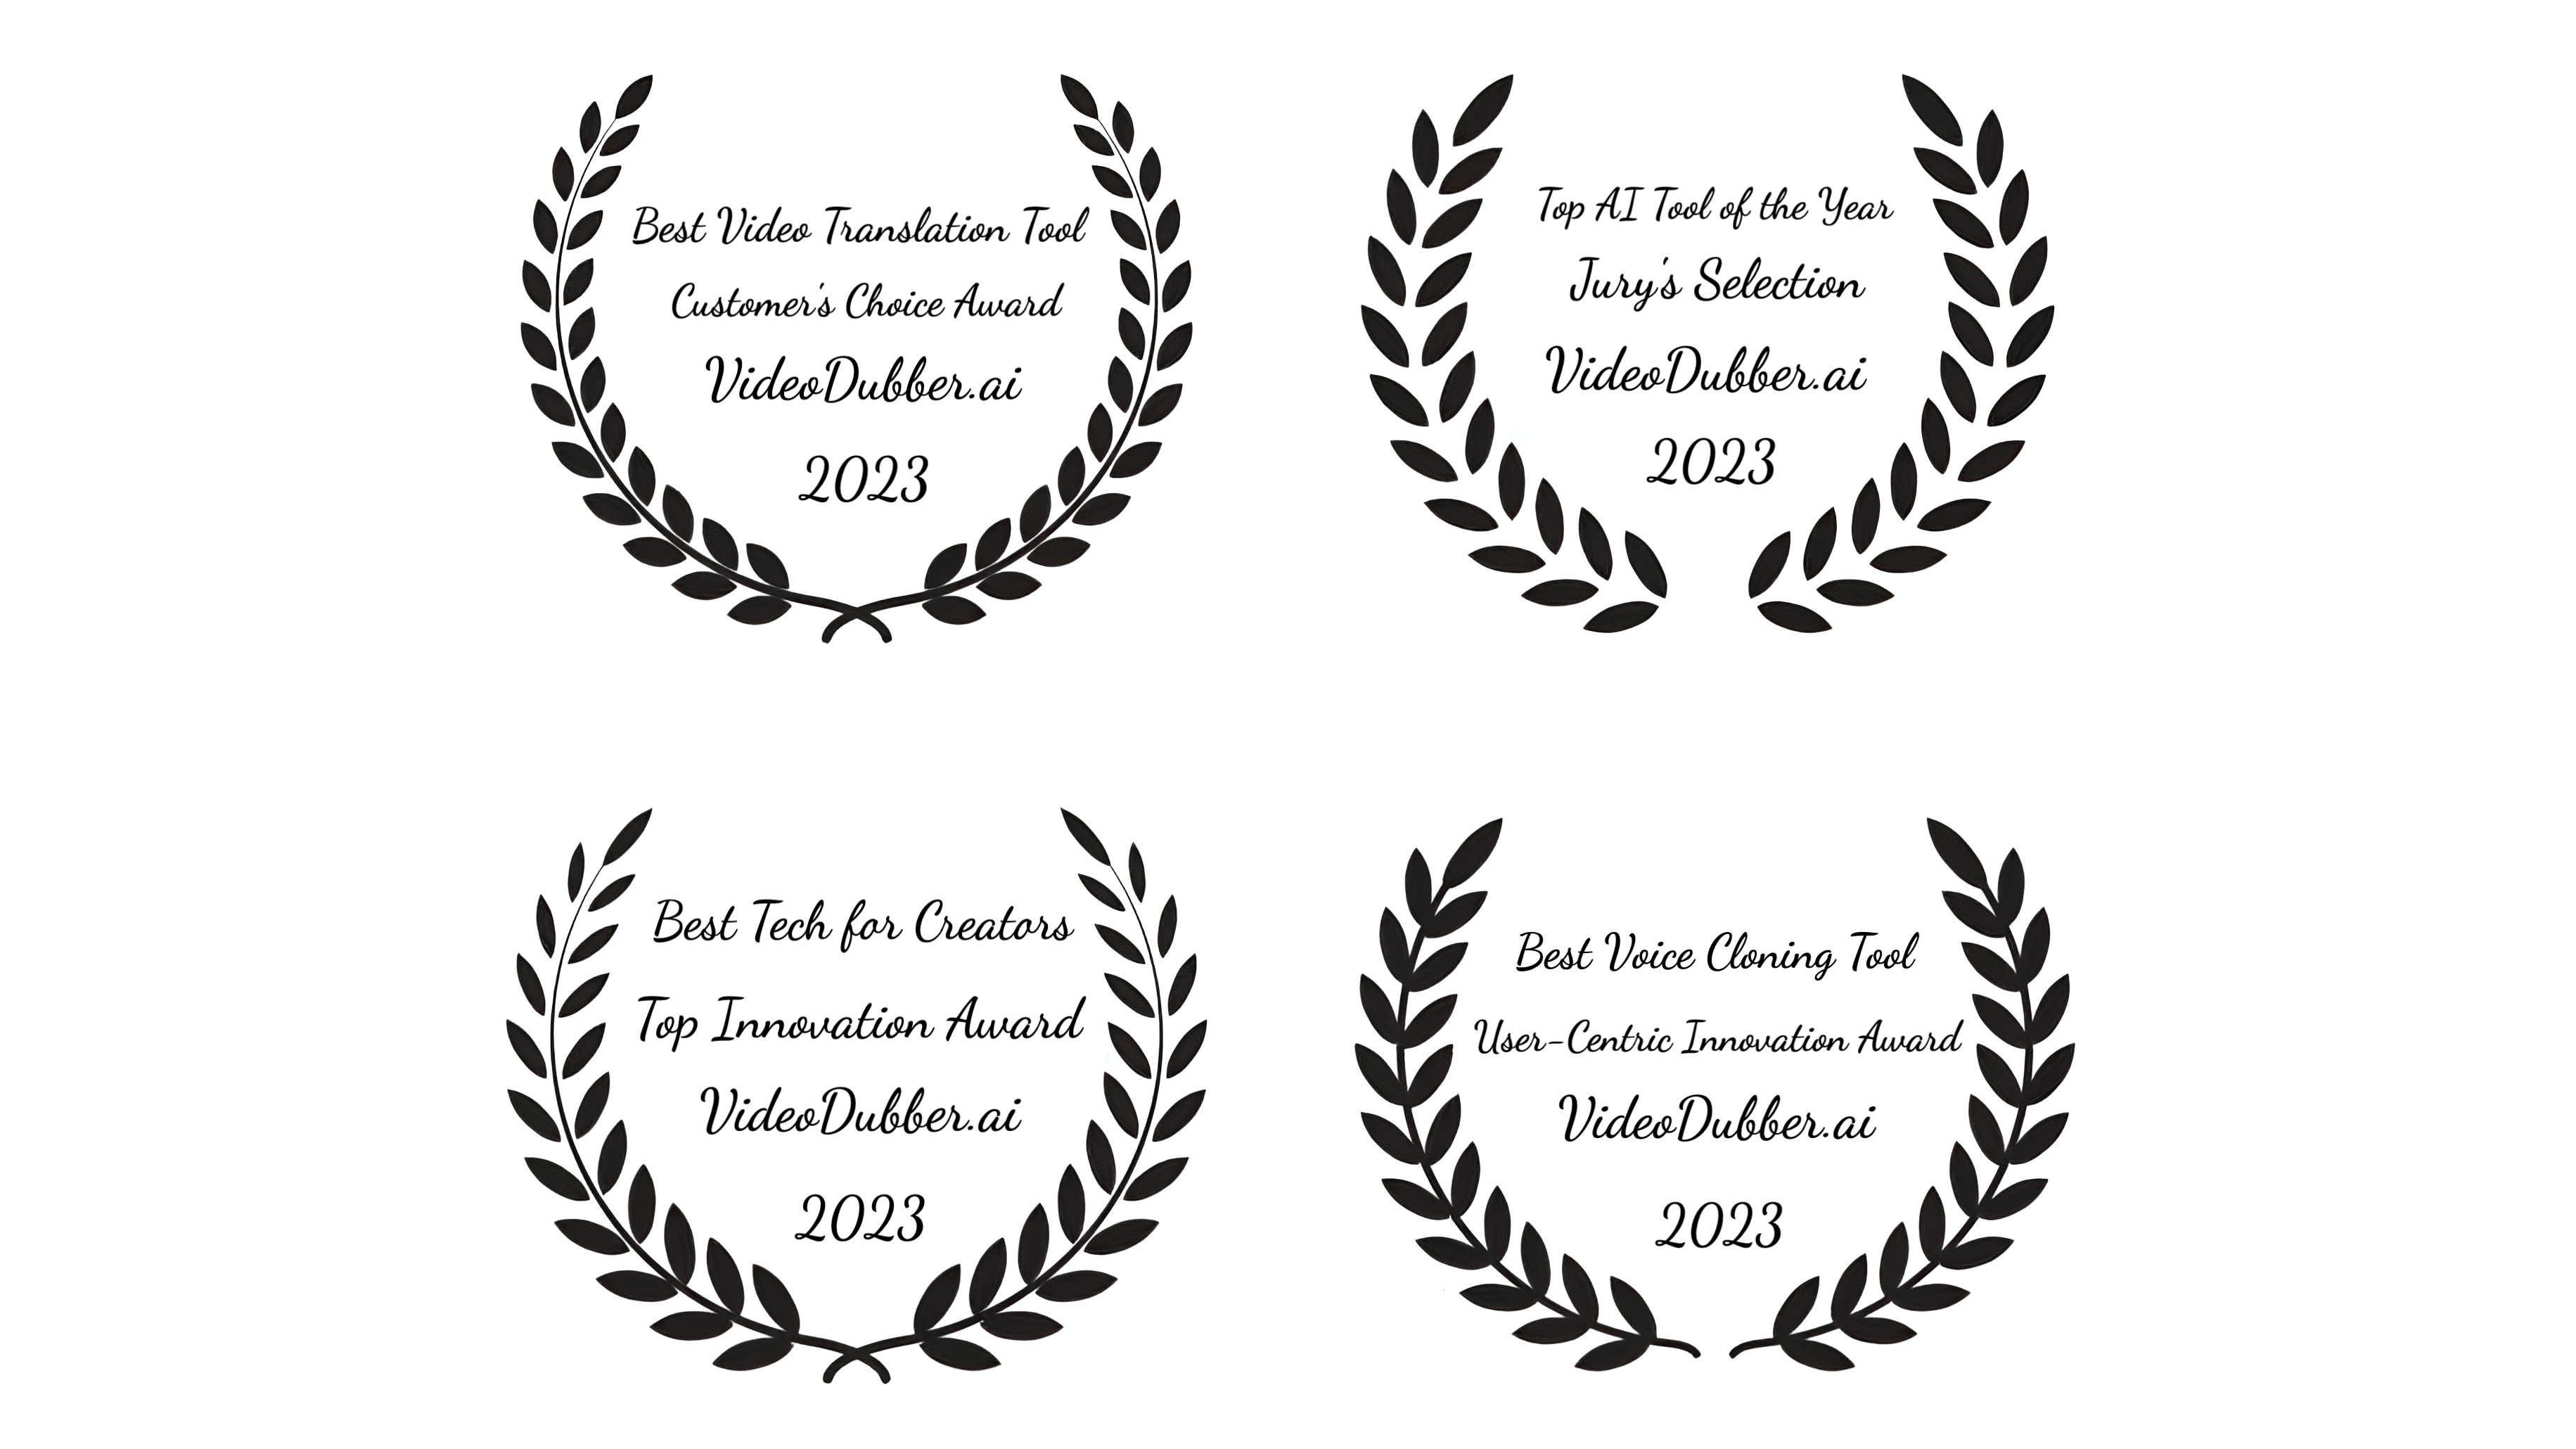 Best Video Translation Tool
Customer's Choice Award
VideoDubber.ai
2023
Top AI Tool of the Year
Jury's Selection
VideoDubber.ai
2023
Best Tech for Creators
Top Innovation Award
VideoDubber.ai
2023
Best Voice Cloning Tool
User-Centric Innovation Award
VideoDubber.ai
2023